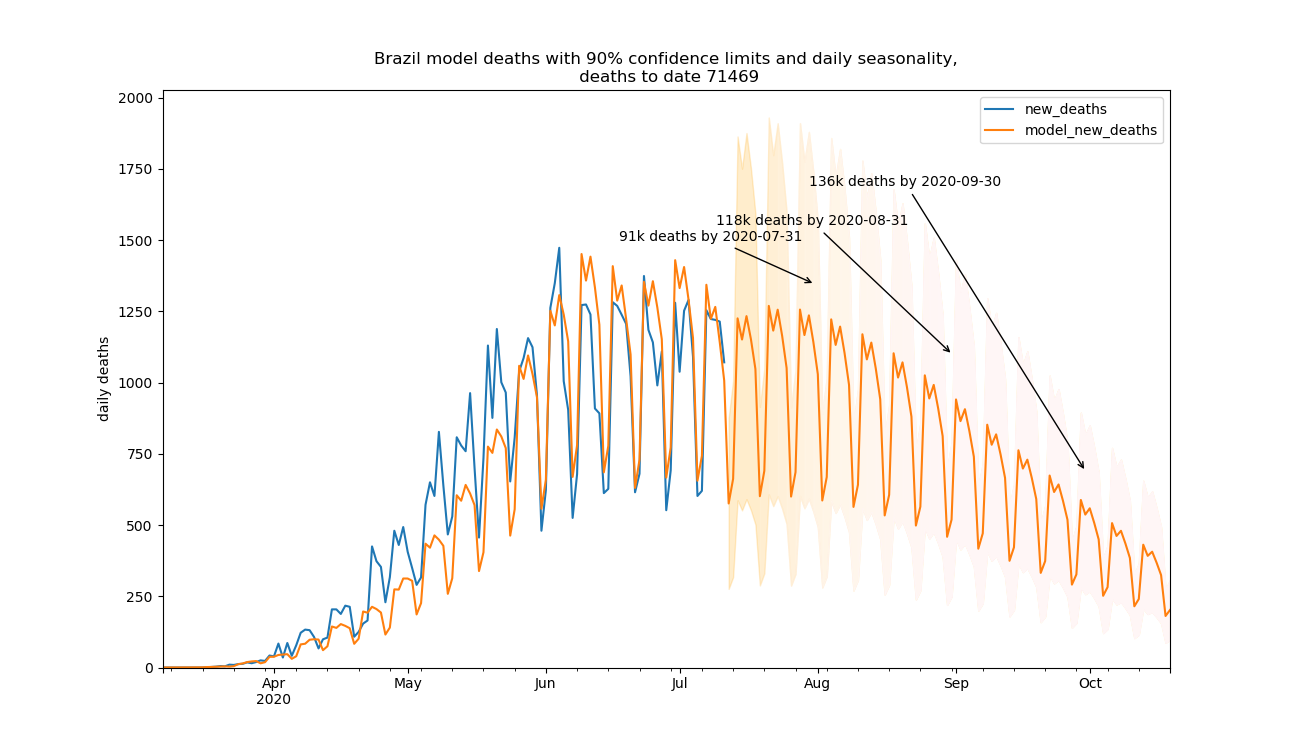 Brazil model deaths with 90% confidence limits and daily seasonality,
deaths to date 71469
2000
1750
1500
1250
1000
750
500
250
0
daily deaths
new_deaths
model_new_deaths
136k deaths by 2020-09-30
118k deaths by 2020-08-31
91k deaths by 2020-07-31
Apr
2020
May
Jun
Jul
Aug
Sep
Oct